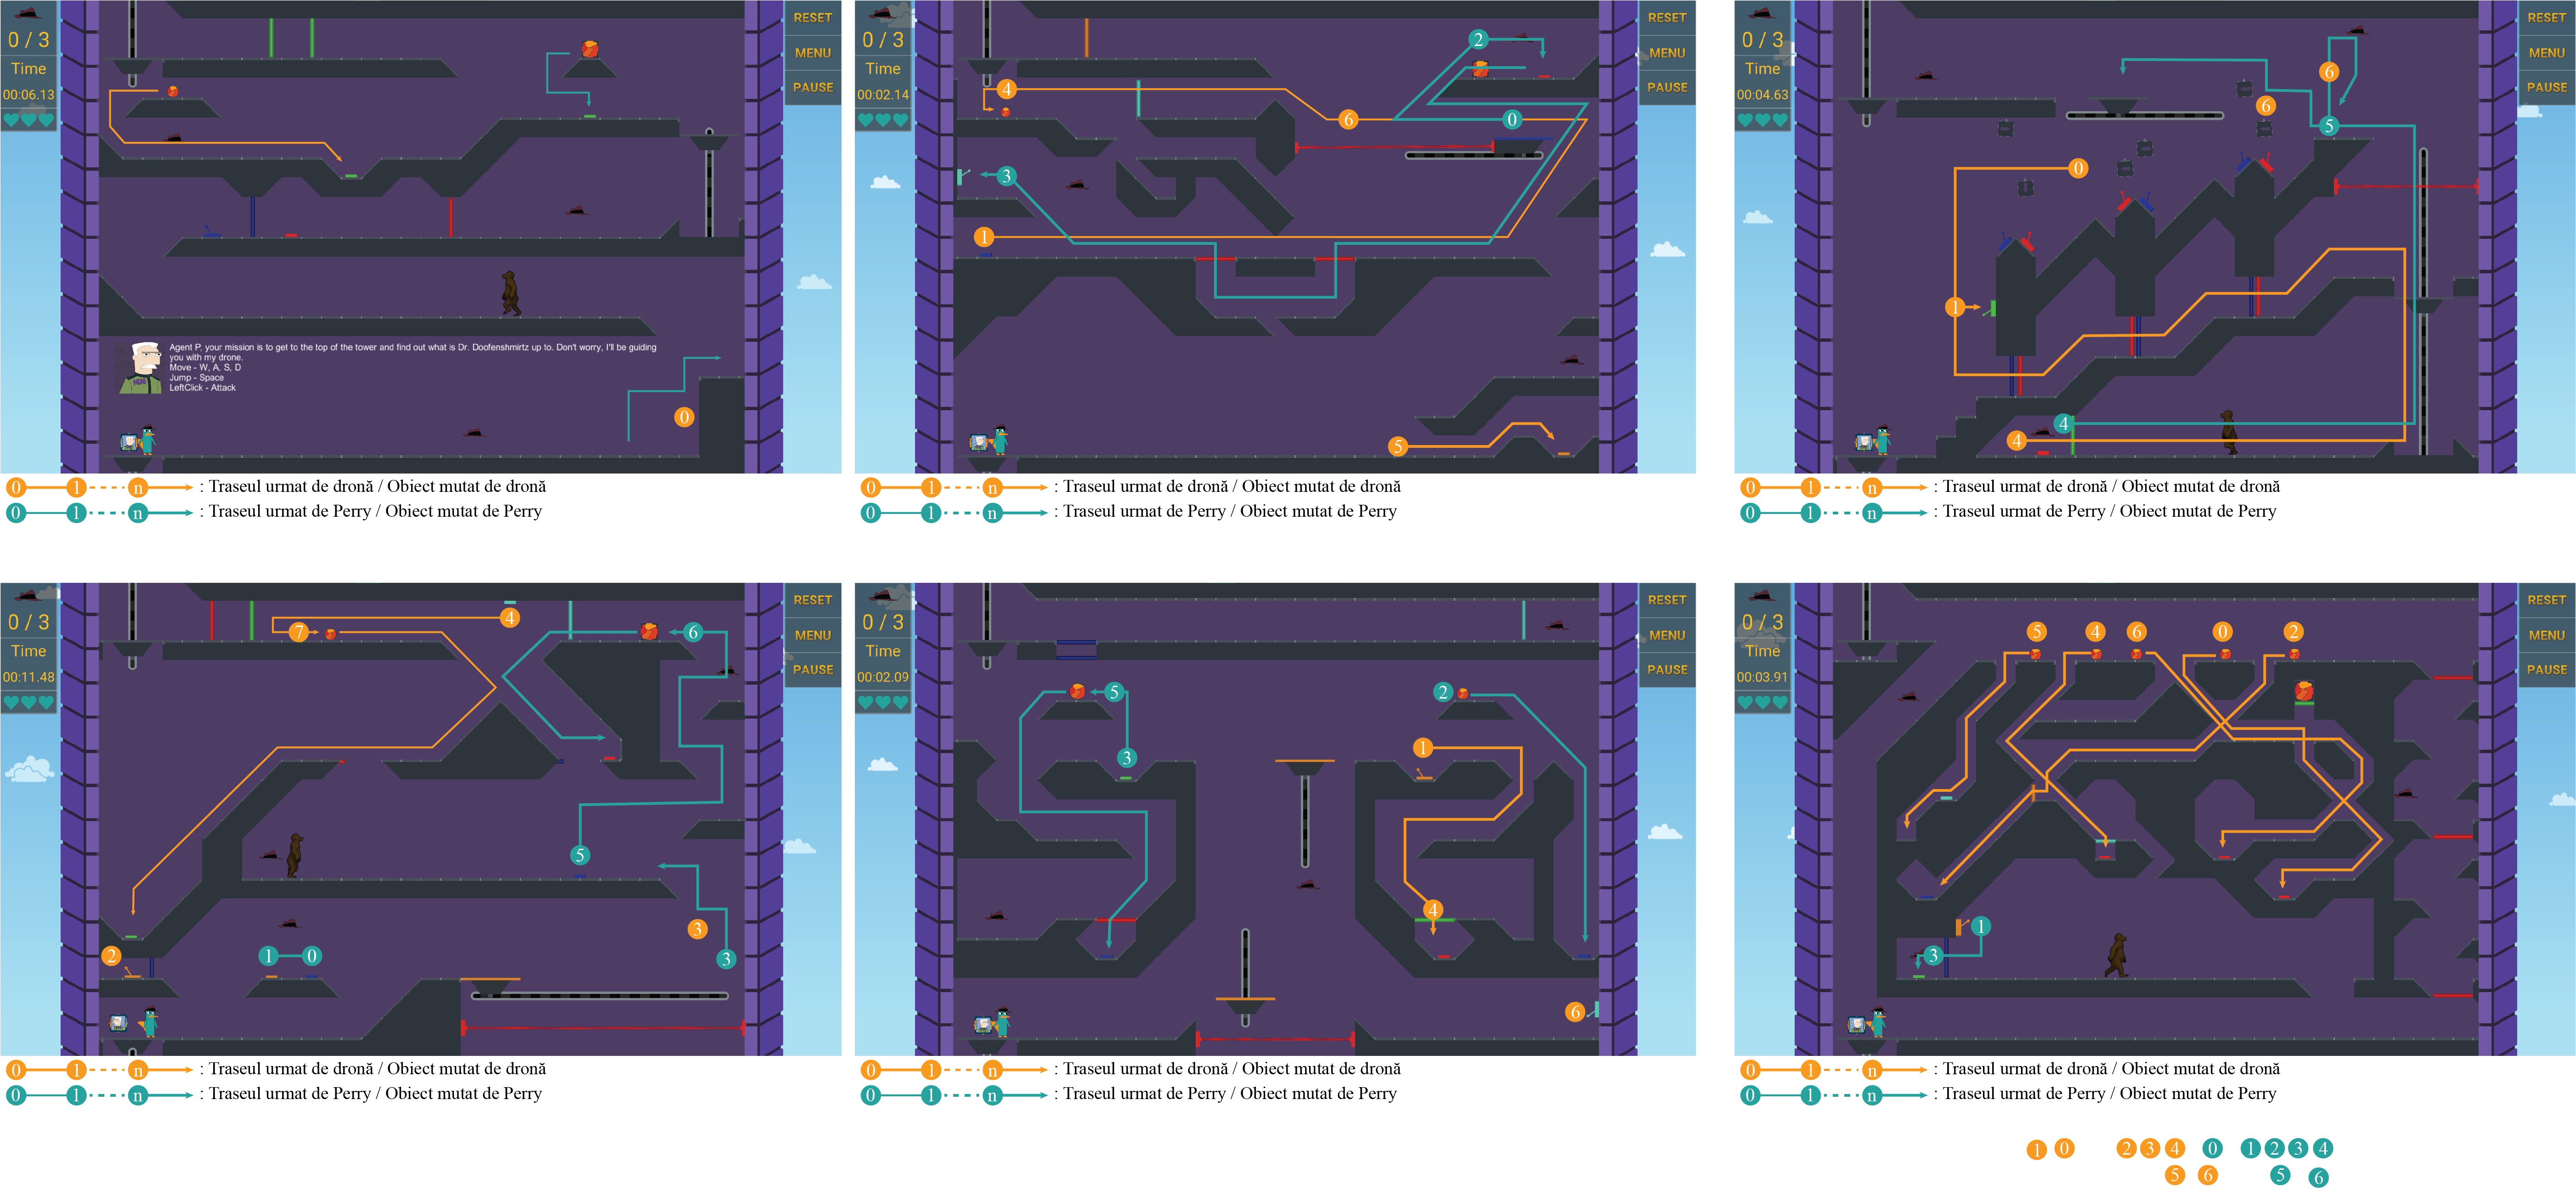 0 / 3
Time
00:06.13
RESET
MENU
PAUSE
Agent P, your mission is to get to the top of the tower and find out what is Dr. Doofenshmirtz up to. Don't worry, I'll be guiding
you with my drone.
Move - W, A, S, D
Jump - Space
LeftClick - Attack
0
0 1 n : Traseul urmat de dronă / Obiect mutat de dronă
0 1 n : Traseul urmat de Perry / Obiect mutat de Perry
0 / 3
Time
00:02.14
RESET
MENU
PAUSE
2
4
6
0
3
1
5
0 1 n : Traseul urmat de dronă / Obiect mutat de dronă
0 1 n : Traseul urmat de Perry / Obiect mutat de Perry
0 / 3
Time
00:04.63
RESET
MENU
PAUSE
6
6
5
0
1
4
4
0 1 n : Traseul urmat de dronă / Obiect mutat de dronă
0 1 n : Traseul urmat de Perry / Obiect mutat de Perry
0 / 3
Time
00:11.48
RESET
MENU
PAUSE
4
7
6
5
3
2
1 0
3
0 1 n : Traseul urmat de dronă / Obiect mutat de dronă
0 1 n : Traseul urmat de Perry / Obiect mutat de Perry
0 / 3
Time
00:02.09
RESET
MENU
PAUSE
5
2
3
1
4
6
0 1 n : Traseul urmat de dronă / Obiect mutat de dronă
0 1 n : Traseul urmat de Perry / Obiect mutat de Perry
0 / 3
Time
00:03.91
RESET
MENU
PAUSE
5 4 6 0 2
1
3
0 1 n : Traseul urmat de dronă / Obiect mutat de dronă
0 1 n : Traseul urmat de Perry / Obiect mutat de Perry
1 0 2 3 4 0 1 2 3 4
5 6 5 6